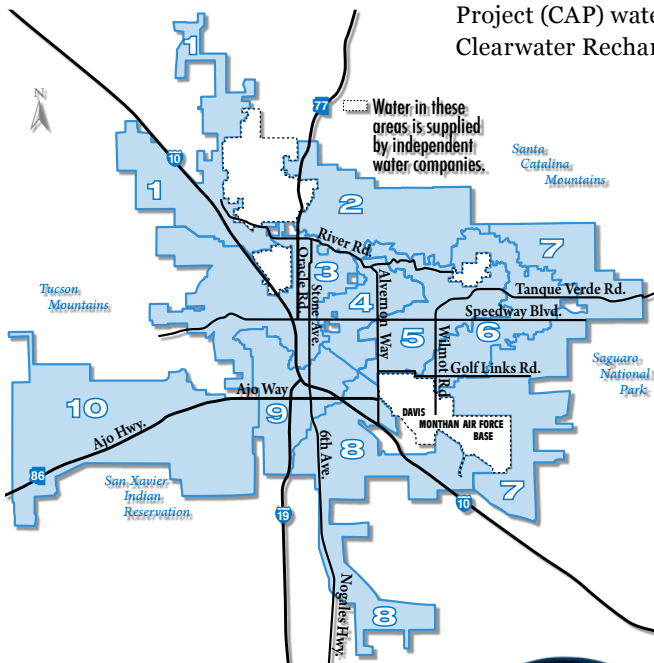 Project (CAP) wate
Clearwater Rechar
1
N
77
Water in these
areas is supplied
by independent
water companies.
Santa
Catalina
Mountains
10
1
2
River Rd.
7
Oracle Rd.
3
Stone Ave.
4
Alvernon Way
Tanque Verde Rd.
Tucson
Mountains
Speedway Blvd.
5
Wilmot Rd.
6
Saguaro
National
Park
Golf Links Rd.
Ajo Way
10
9
DAVIS
MONTHAN AIR FORCE
BASE
Ajo Hwy.
6th Ave.
8
86
San Xavier
Indian
Reservation
7
10
19
Nogales Hwy.
8